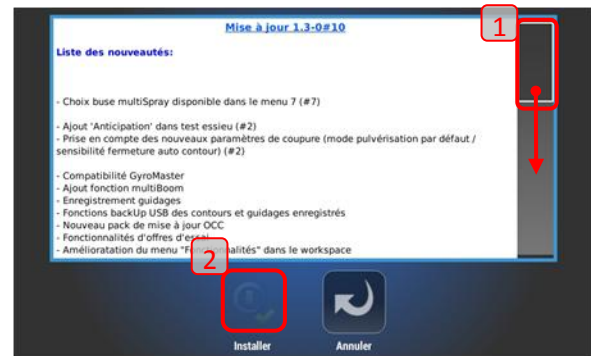 Mise à jour 1.3-0#10
1
Liste des nouveautés:
- Choix buse multiSpray disponible dans le menu 7 (#7)
- Ajout 'Anticipation' dans test essieu (#2)
- Prise en compte des nouveaux paramètres de coupure (mode pulvérisation par défaut /
sensibilité fermeture auto contour) (#2)
- Compatibilité GyroMaster
- Ajout fonction multiBoom
- Enregistrement guidages
- Fonctions backUp USB des contours et guidages enregistrés
- Nouveau pack de mise à jour OCC
- Fonctionnalités d'offres d'essai
- Amélioratation du menu "Fonctionnalités" dans le workspace
2
Installer
Annuler